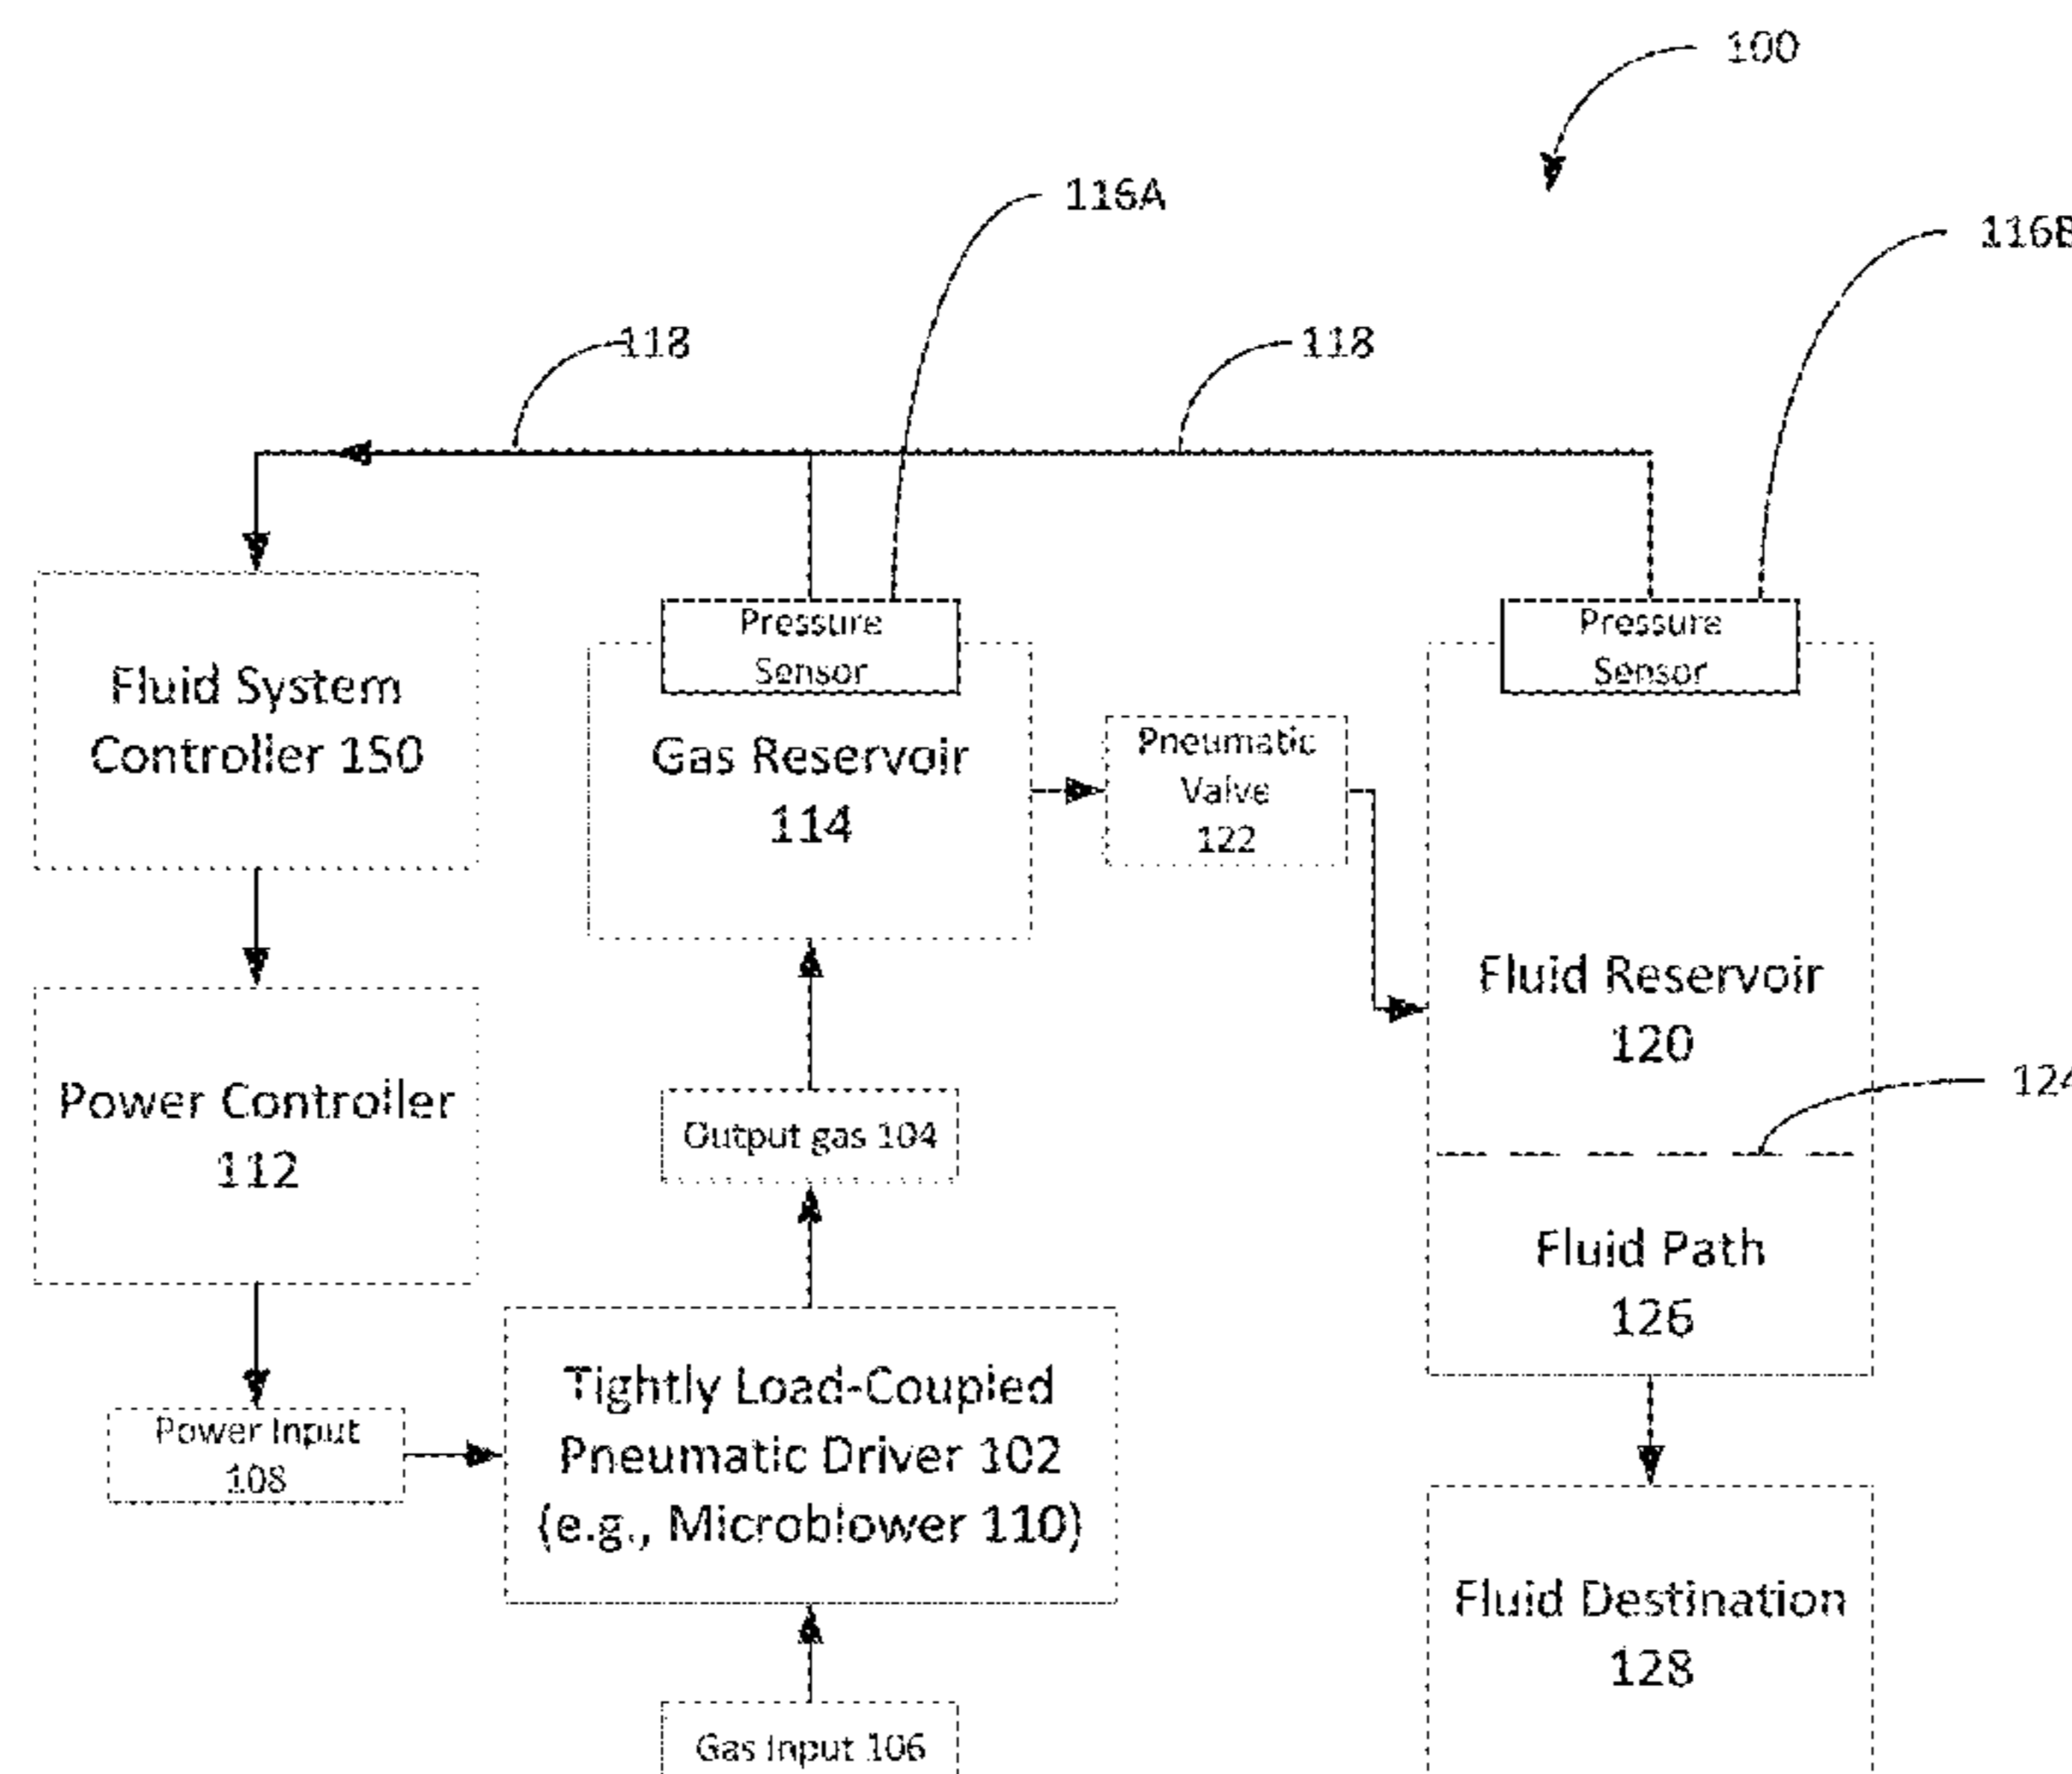 100
116A
116B
118
118
Pressure
Sensor
Pressure
Sensor
Fluid System
Controller 150
Gas Reservoir
114
Pneumatic
Valve
122
Fluid Reservoir
120
124
Power Controller
112
Output gas 104
Fluid Path
126
Power Input
108
Tightly Load-Coupled
Pneumatic Driver 102
(e.g., Microblower 110)
Fluid Destination
128
Gas Input 106